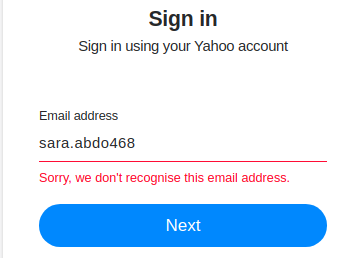 Sign in
Sign in using your Yahoo account
Email address
sara.abdo468
Sorry, we don't recognise this email address.
Next